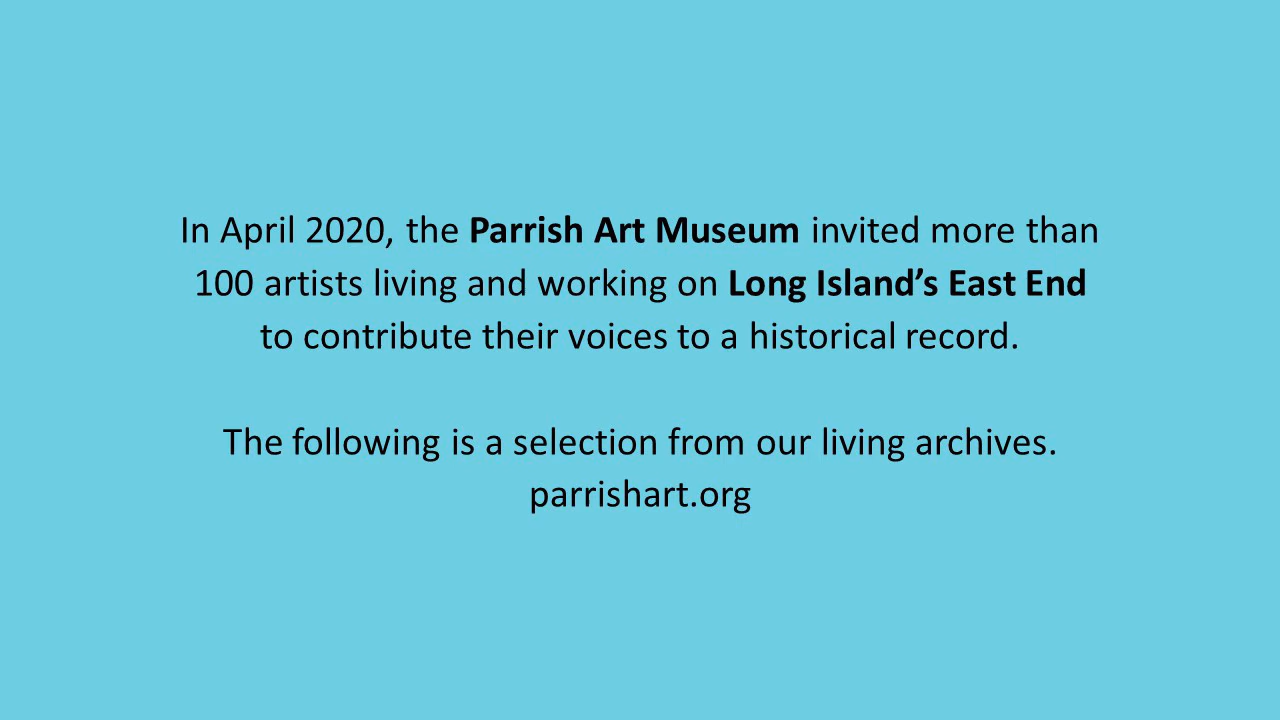 In April 2020, the Parrish Art Museum invited more than
100 artists living and working on Long Island’s East End
to contribute their voices to a historical record.
The following is a selection from our living archives.
parrishart.org